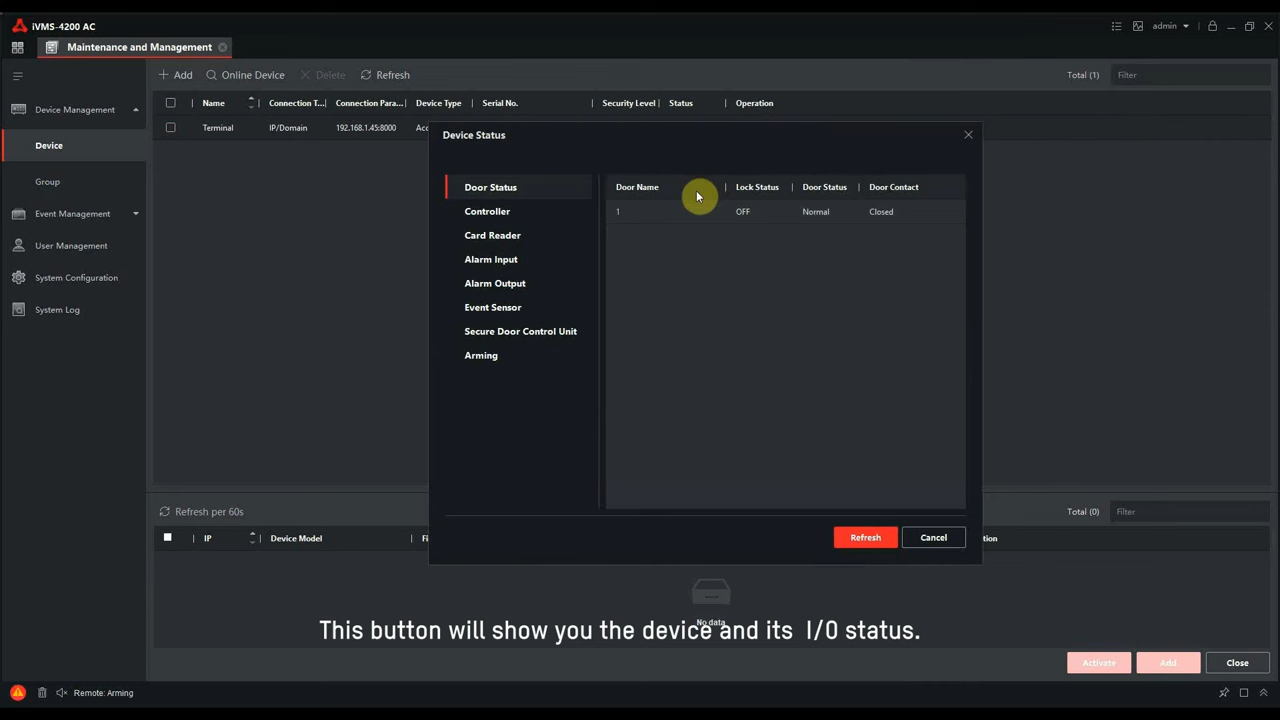 iVMS-4200 AC
admin
Maintenance and Management
Add
Online Device
Delete
Refresh
Total (1)
Filter
Name
Connection T...
Connection Para...
Device Type
Serial No.
Security Level
Status
Operation
Terminal
IP/Domain
192.168.1.45:8000
Acc
Device Management
Device
Group
Event Management
User Management
System Configuration
System Log
Device Status
Door Status
Controller
Card Reader
Alarm Input
Alarm Output
Event Sensor
Secure Door Control Unit
Arming
Door Name
Lock Status
Door Status
Door Contact
1
OFF
Normal
Closed
Refresh
Cancel
Refresh per 60s
Total (0)
Filter
IP
Device Model
Fi
ation
No data
This button will show you the device and its I/O status.
Activate
Add
Close
Remote: Arming